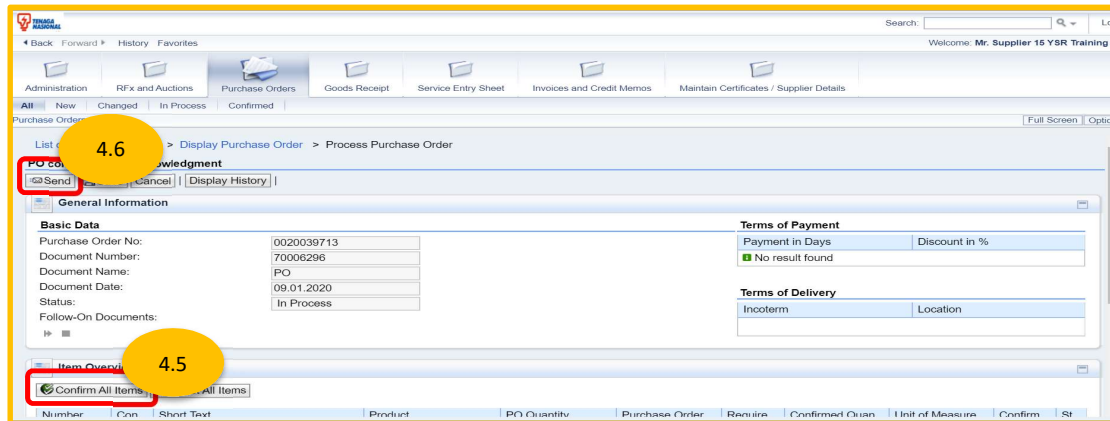 TENAGA
NASIONAL
Search:
Back Forward History Favorites
Welcome: Mr. Supplier 15 YSR Training
Administration RFx and Auctions Purchase Orders Goods Receipt Service Entry Sheet Invoices and Credit Memos Maintain Certificates / Supplier Details
All New Changed In Process Confirmed
Full Screen
List > Display Purchase Order > Process Purchase Order
4.6
Send Cancel | Display History |
General Information
Basic Data
Terms of Payment
Purchase Order No: 0020039713
Payment in Days Discount in %
Document Number: 70006296
No result found
Document Name: PO
Document Date: 09.01.2020
Terms of Delivery
Status: In Process
Incoterm Location
Follow-On Documents:
4.5
Item
Confirm All Items All Items
Number Con Short Text Product PO Quantity Purchase Order Require Confirmed Quan Unit of Measure Confirm St